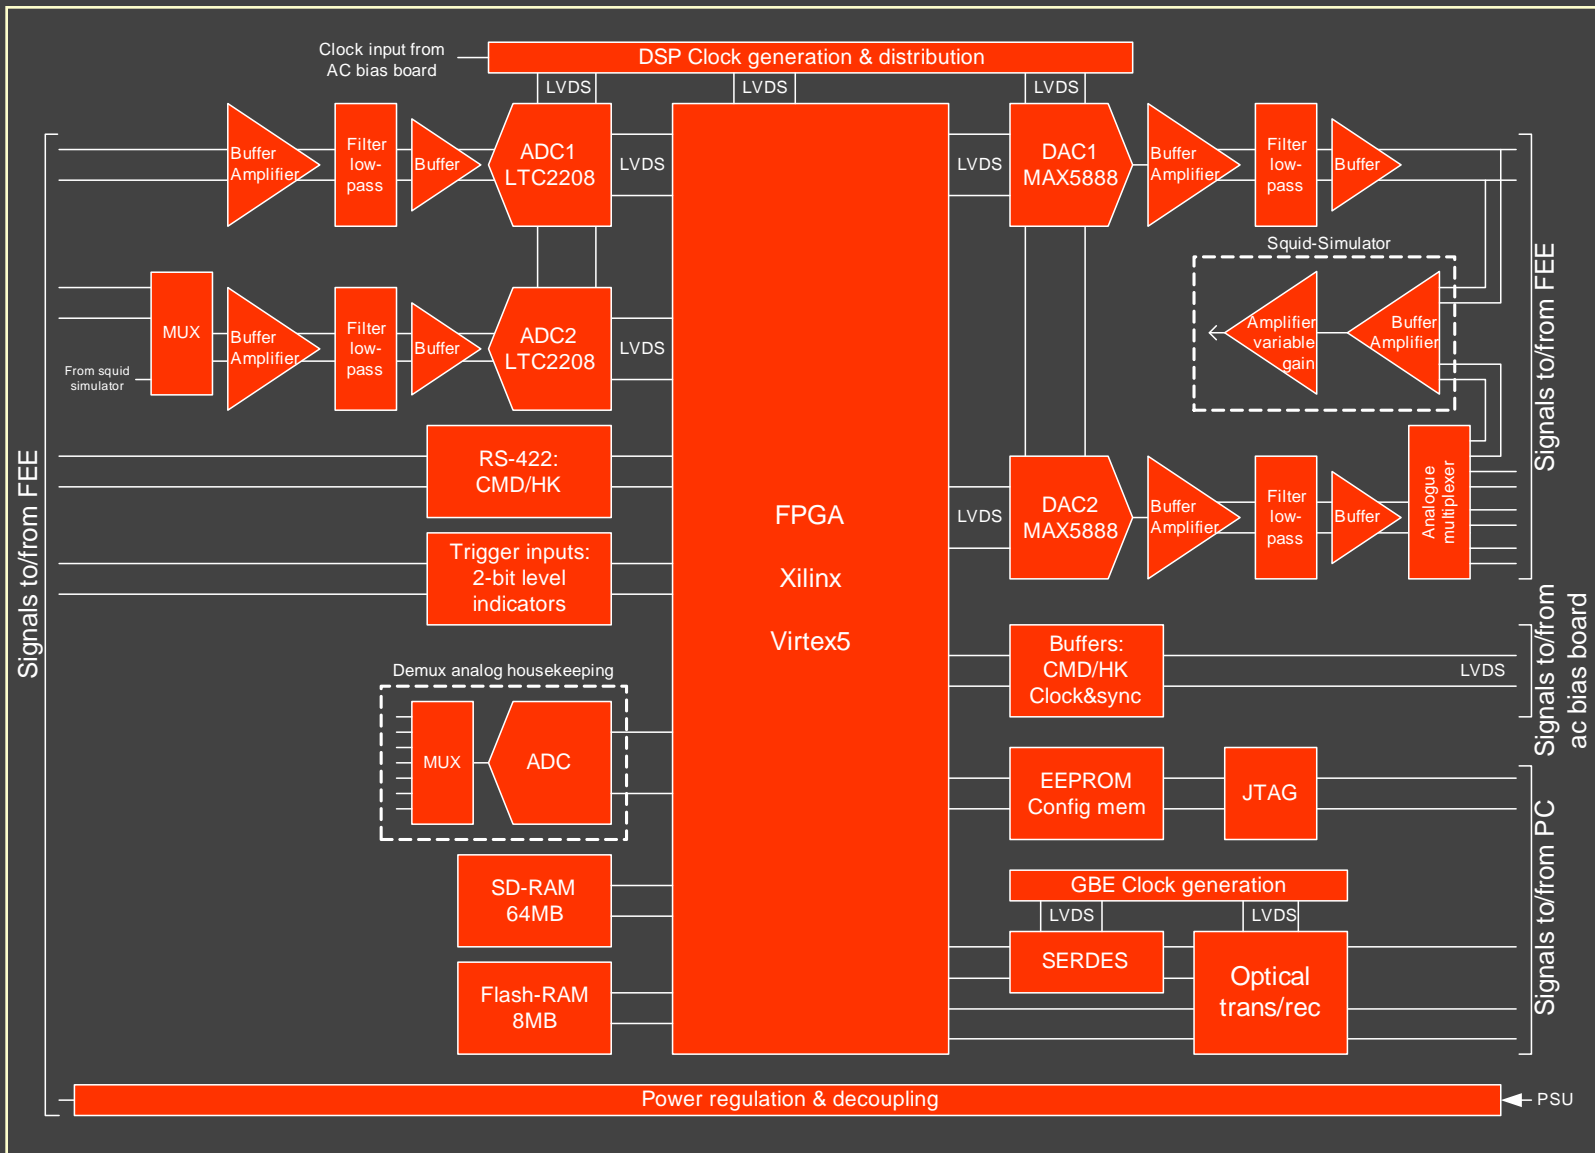 Clock input from
AC bias board
DSP Clock generation & distribution
LVDS
LVDS
LVDS
Buffer
Amplifier
Filter
low-
pass
Buffer
ADC1
LTC2208
LVDS
LVDS
DAC1
MAX5888
Buffer
Amplifier
Filter
low-
pass
Buffer
Squid-Simulator
MUX
From squid
simulator
Buffer
Amplifier
Filter
low-
pass
Buffer
ADC2
LTC2208
LVDS
Amplifier
variable
gain
Buffer
Amplifier
Signals to/from FEE
RS-422:
CMD/HK
Trigger inputs:
2-bit level
indicators
FPGA
Xilinx
Virtex5
LVDS
DAC2
MAX5888
Buffer
Amplifier
Filter
low-
pass
Buffer
Analogue
multiplexer
Signals to/from FEE
Buffers:
CMD/HK
Clock&sync
LVDS
Signals to/from
ac bias board
Demux analog housekeeping
MUX
ADC
EEPROM
Config mem
JTAG
SD-RAM
64MB
Flash-RAM
8MB
GBE Clock generation
LVDS
LVDS
SERDES
Optical
trans/rec
Signals to/from PC
Power regulation & decoupling
PSU